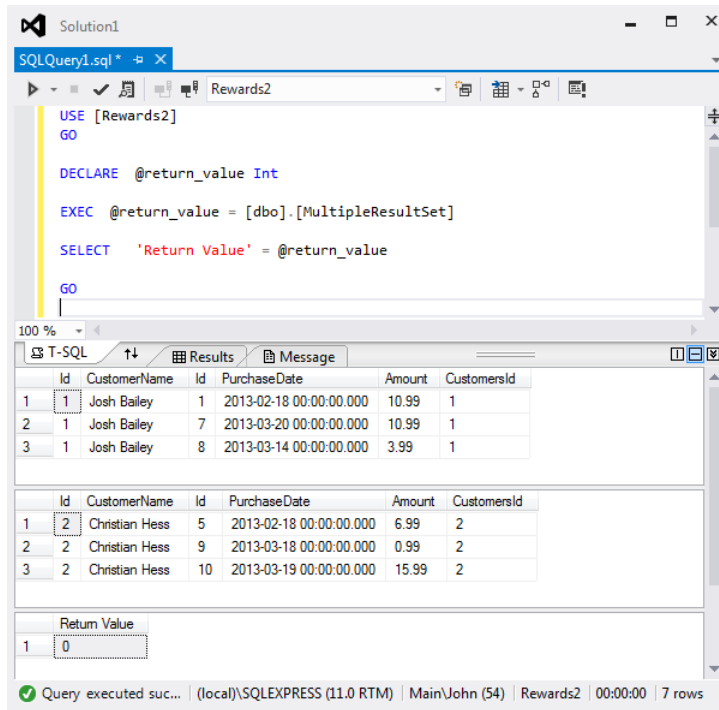 Solution1
SQLQuery1.sql*
Rewards2
USE [Rewards2]
GO
DECLARE @return_value Int
EXEC @return_value = [dbo].[MultipleResultSet]
SELECT 'Return Value' = @return_value
GO
100 %
T-SQL Results Message
Id CustomerName Id PurchaseDate Amount CustomersId
1 1 Josh Bailey 1 2013-02-18 00:00:00.000 10.99 1
2 1 Josh Bailey 7 2013-03-20 00:00:00.000 10.99 1
3 1 Josh Bailey 8 2013-03-14 00:00:00.000 3.99 1
Id CustomerName Id PurchaseDate Amount CustomersId
1 2 Christian Hess 5 2013-02-18 00:00:00.000 6.99 2
2 2 Christian Hess 9 2013-03-18 00:00:00.000 0.99 2
3 2 Christian Hess 10 2013-03-19 00:00:00.000 15.99 2
Return Value
1 0
Query executed suc... (local)\SQLEXPRESS (11.0 RTM) Main\John (54) Rewards2 00:00:00 7 rows